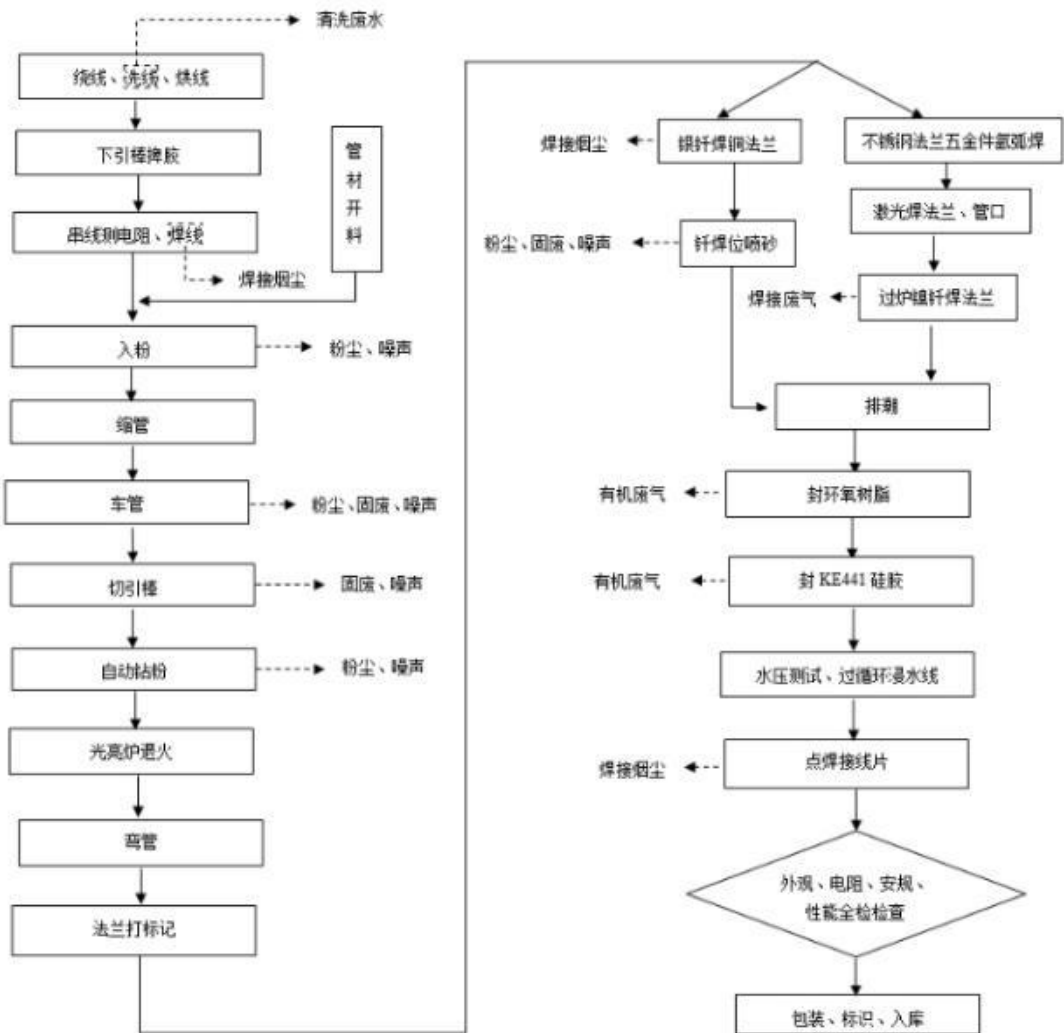 清洗废水
绕线、洗线、烘线
下引棒摔胶
管材开料
串线测电阻、焊线
焊接烟尘
入粉
粉尘、噪声
缩管
车管
粉尘、固废、噪声
切引棒
固废、噪声
自动钻粉
粉尘、噪声
光亮炉退火
弯管
法兰打标记
焊接烟尘
银钎焊铜法兰
不锈钢法兰五金件氩弧焊
激光焊法兰、管口
粉尘、固废、噪声
钎焊位喷砂
焊接废气
过炉镍钎焊法兰
排潮
有机废气
封环氧树脂
有机废气
封 KE441 硅胶
水压测试、过循环浸水线
焊接烟尘
点焊接线片
外观、电阻、安规、
性能全检检查
包装、标识、入库